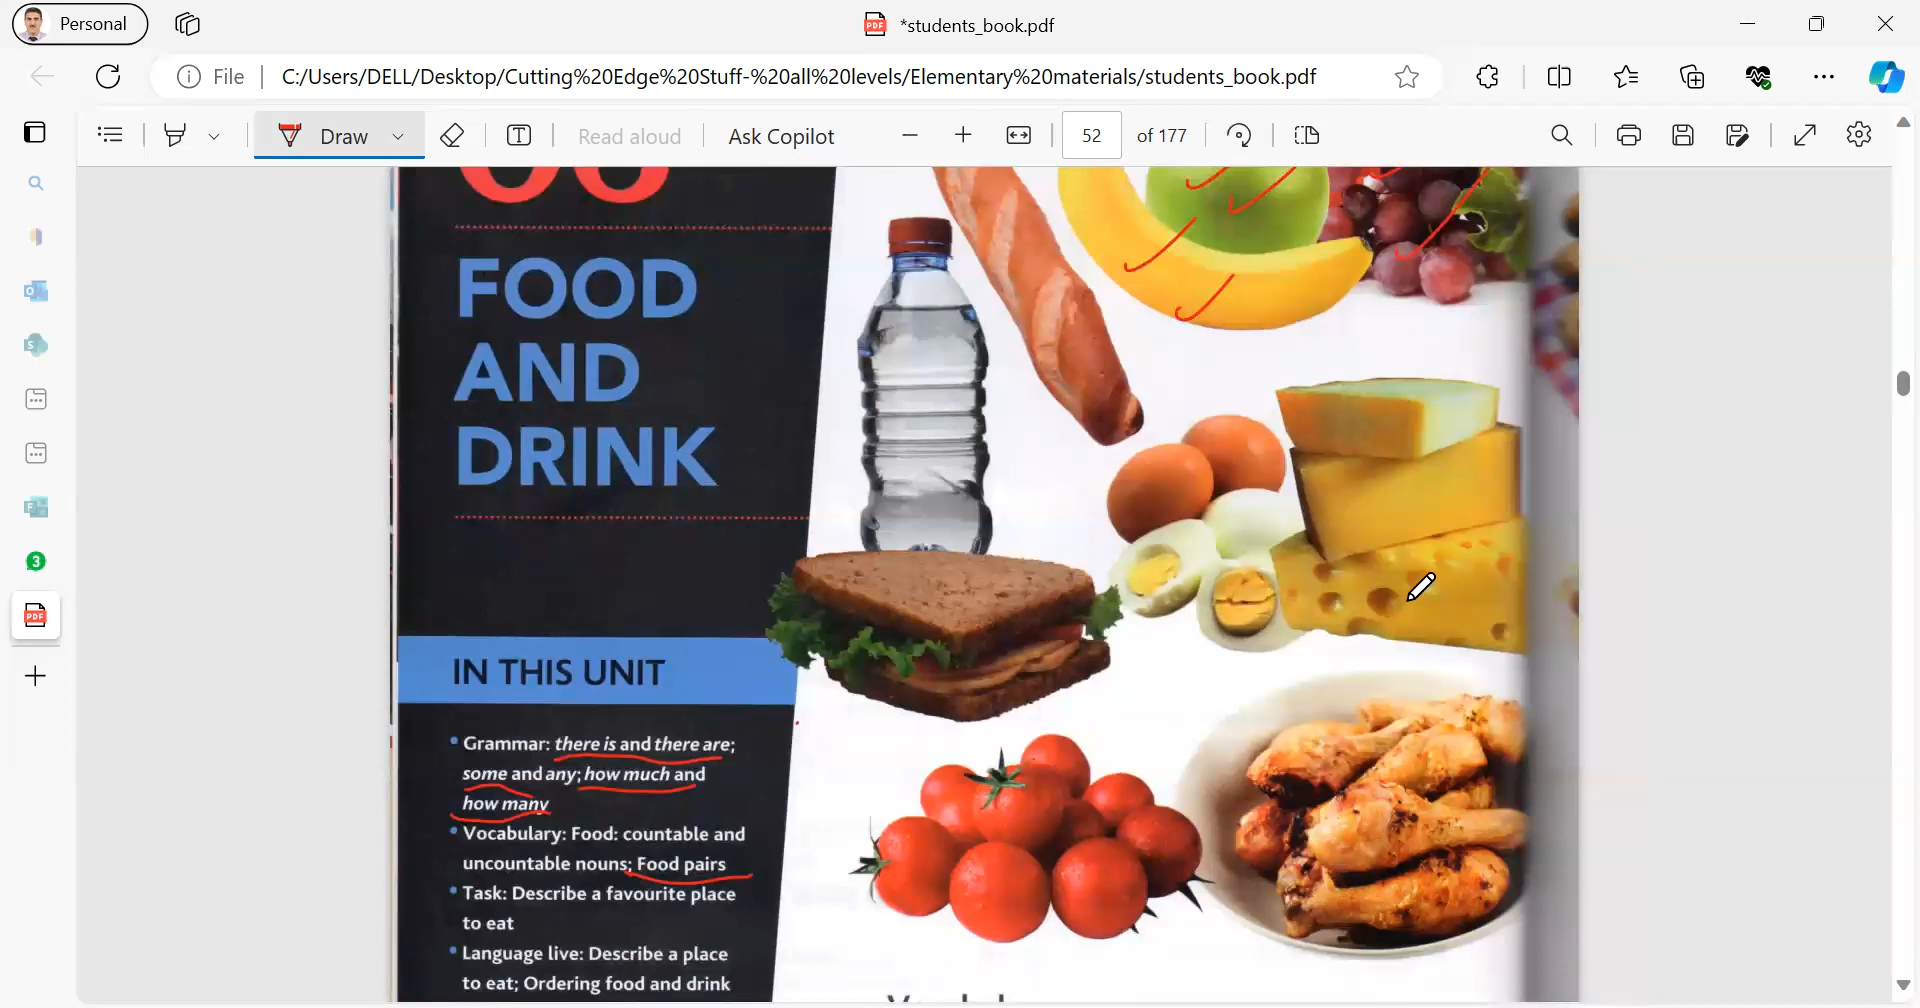 Personal
*students_book.pdf
File
C:/Users/DELL/Desktop/Cutting%20Edge%20Stuff-%20all%20levels/Elementary%20materials/students_book.pdf
Draw
Read aloud
Ask Copilot
52
of 177
FOOD
AND
DRINK
IN THIS UNIT
• Grammar: there is and there are;
some and any; how much and
how many
• Vocabulary: Food: countable and
uncountable nouns; Food pairs
• Task: Describe a favourite place
to eat
• Language live: Describe a place
to eat; Ordering food and drink
3
PDF